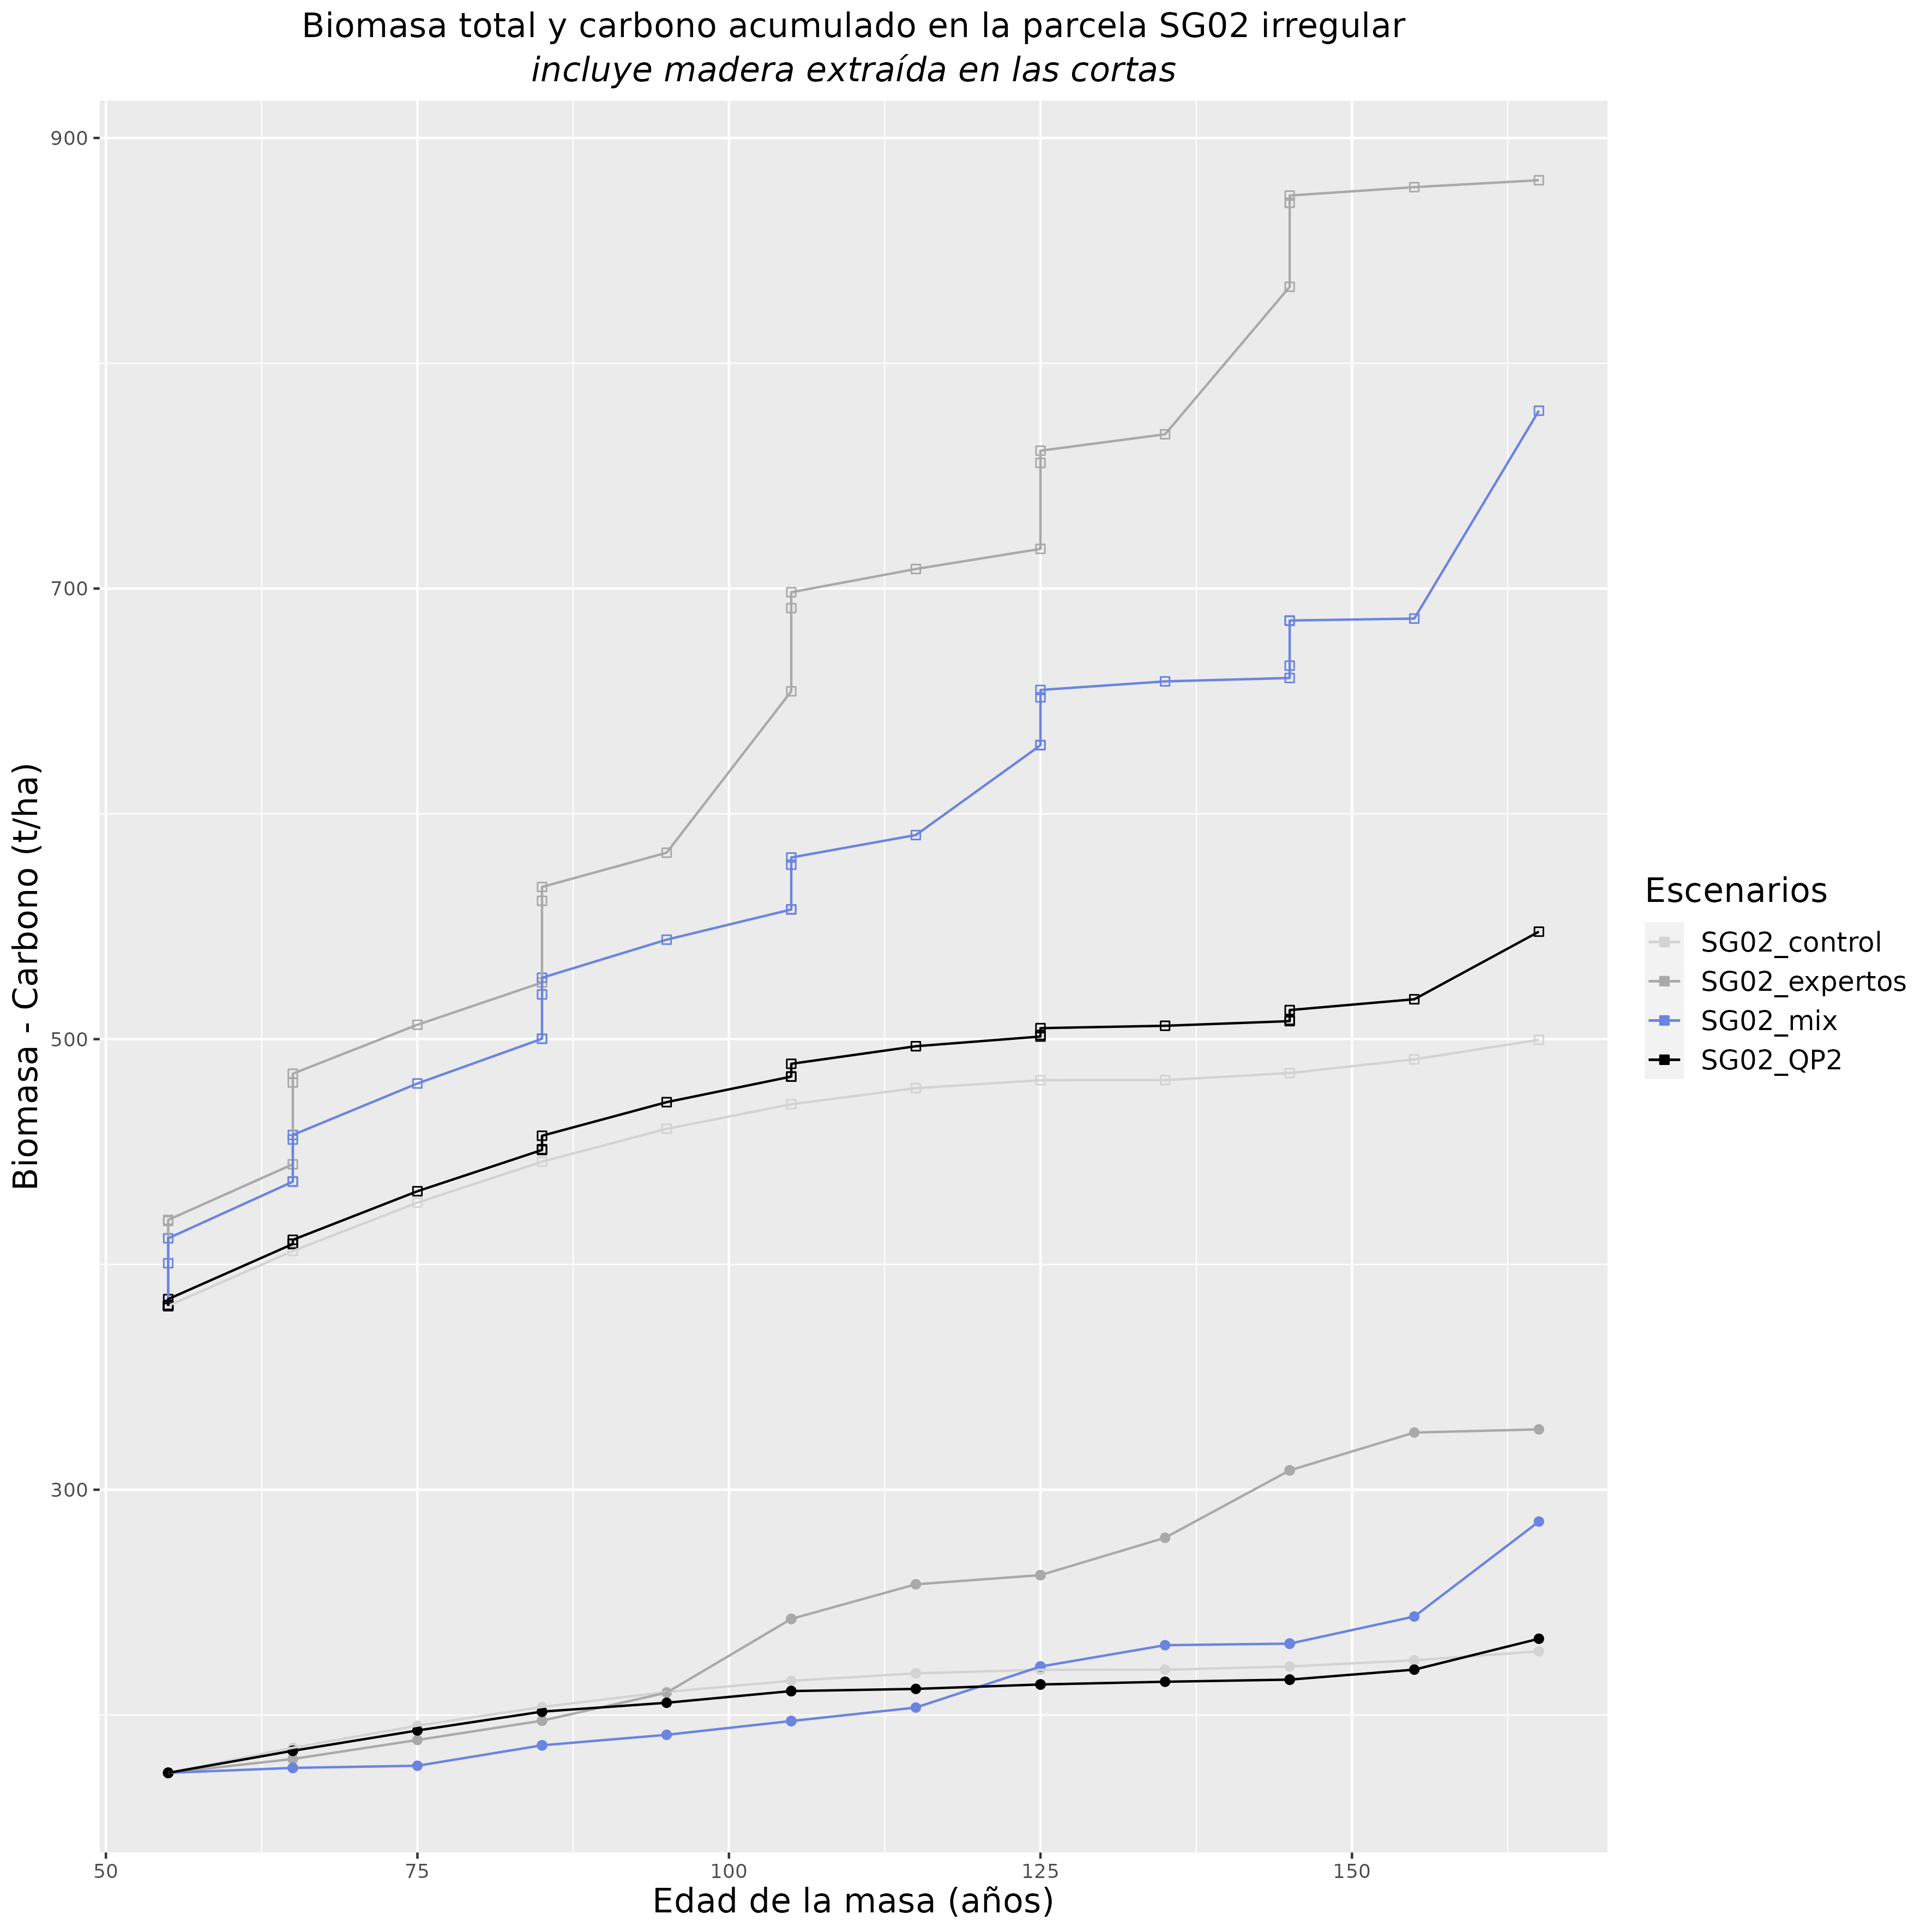 Biomasa total y carbono acumulado en la parcela SG02 irregular
incluye madera extraída en las cortas
Biomasa - Carbono (t/ha)
900
700
500
300
50
75
100
125
150
Edad de la masa (años)
Escenarios
SG02_control
SG02_expertos
SG02_mix
SG02_QP2